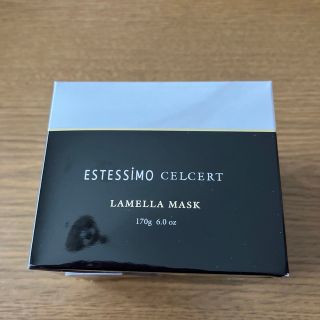 ESTESSiMO CELCERT
LAMELLA MASK
170g 6.0 oz